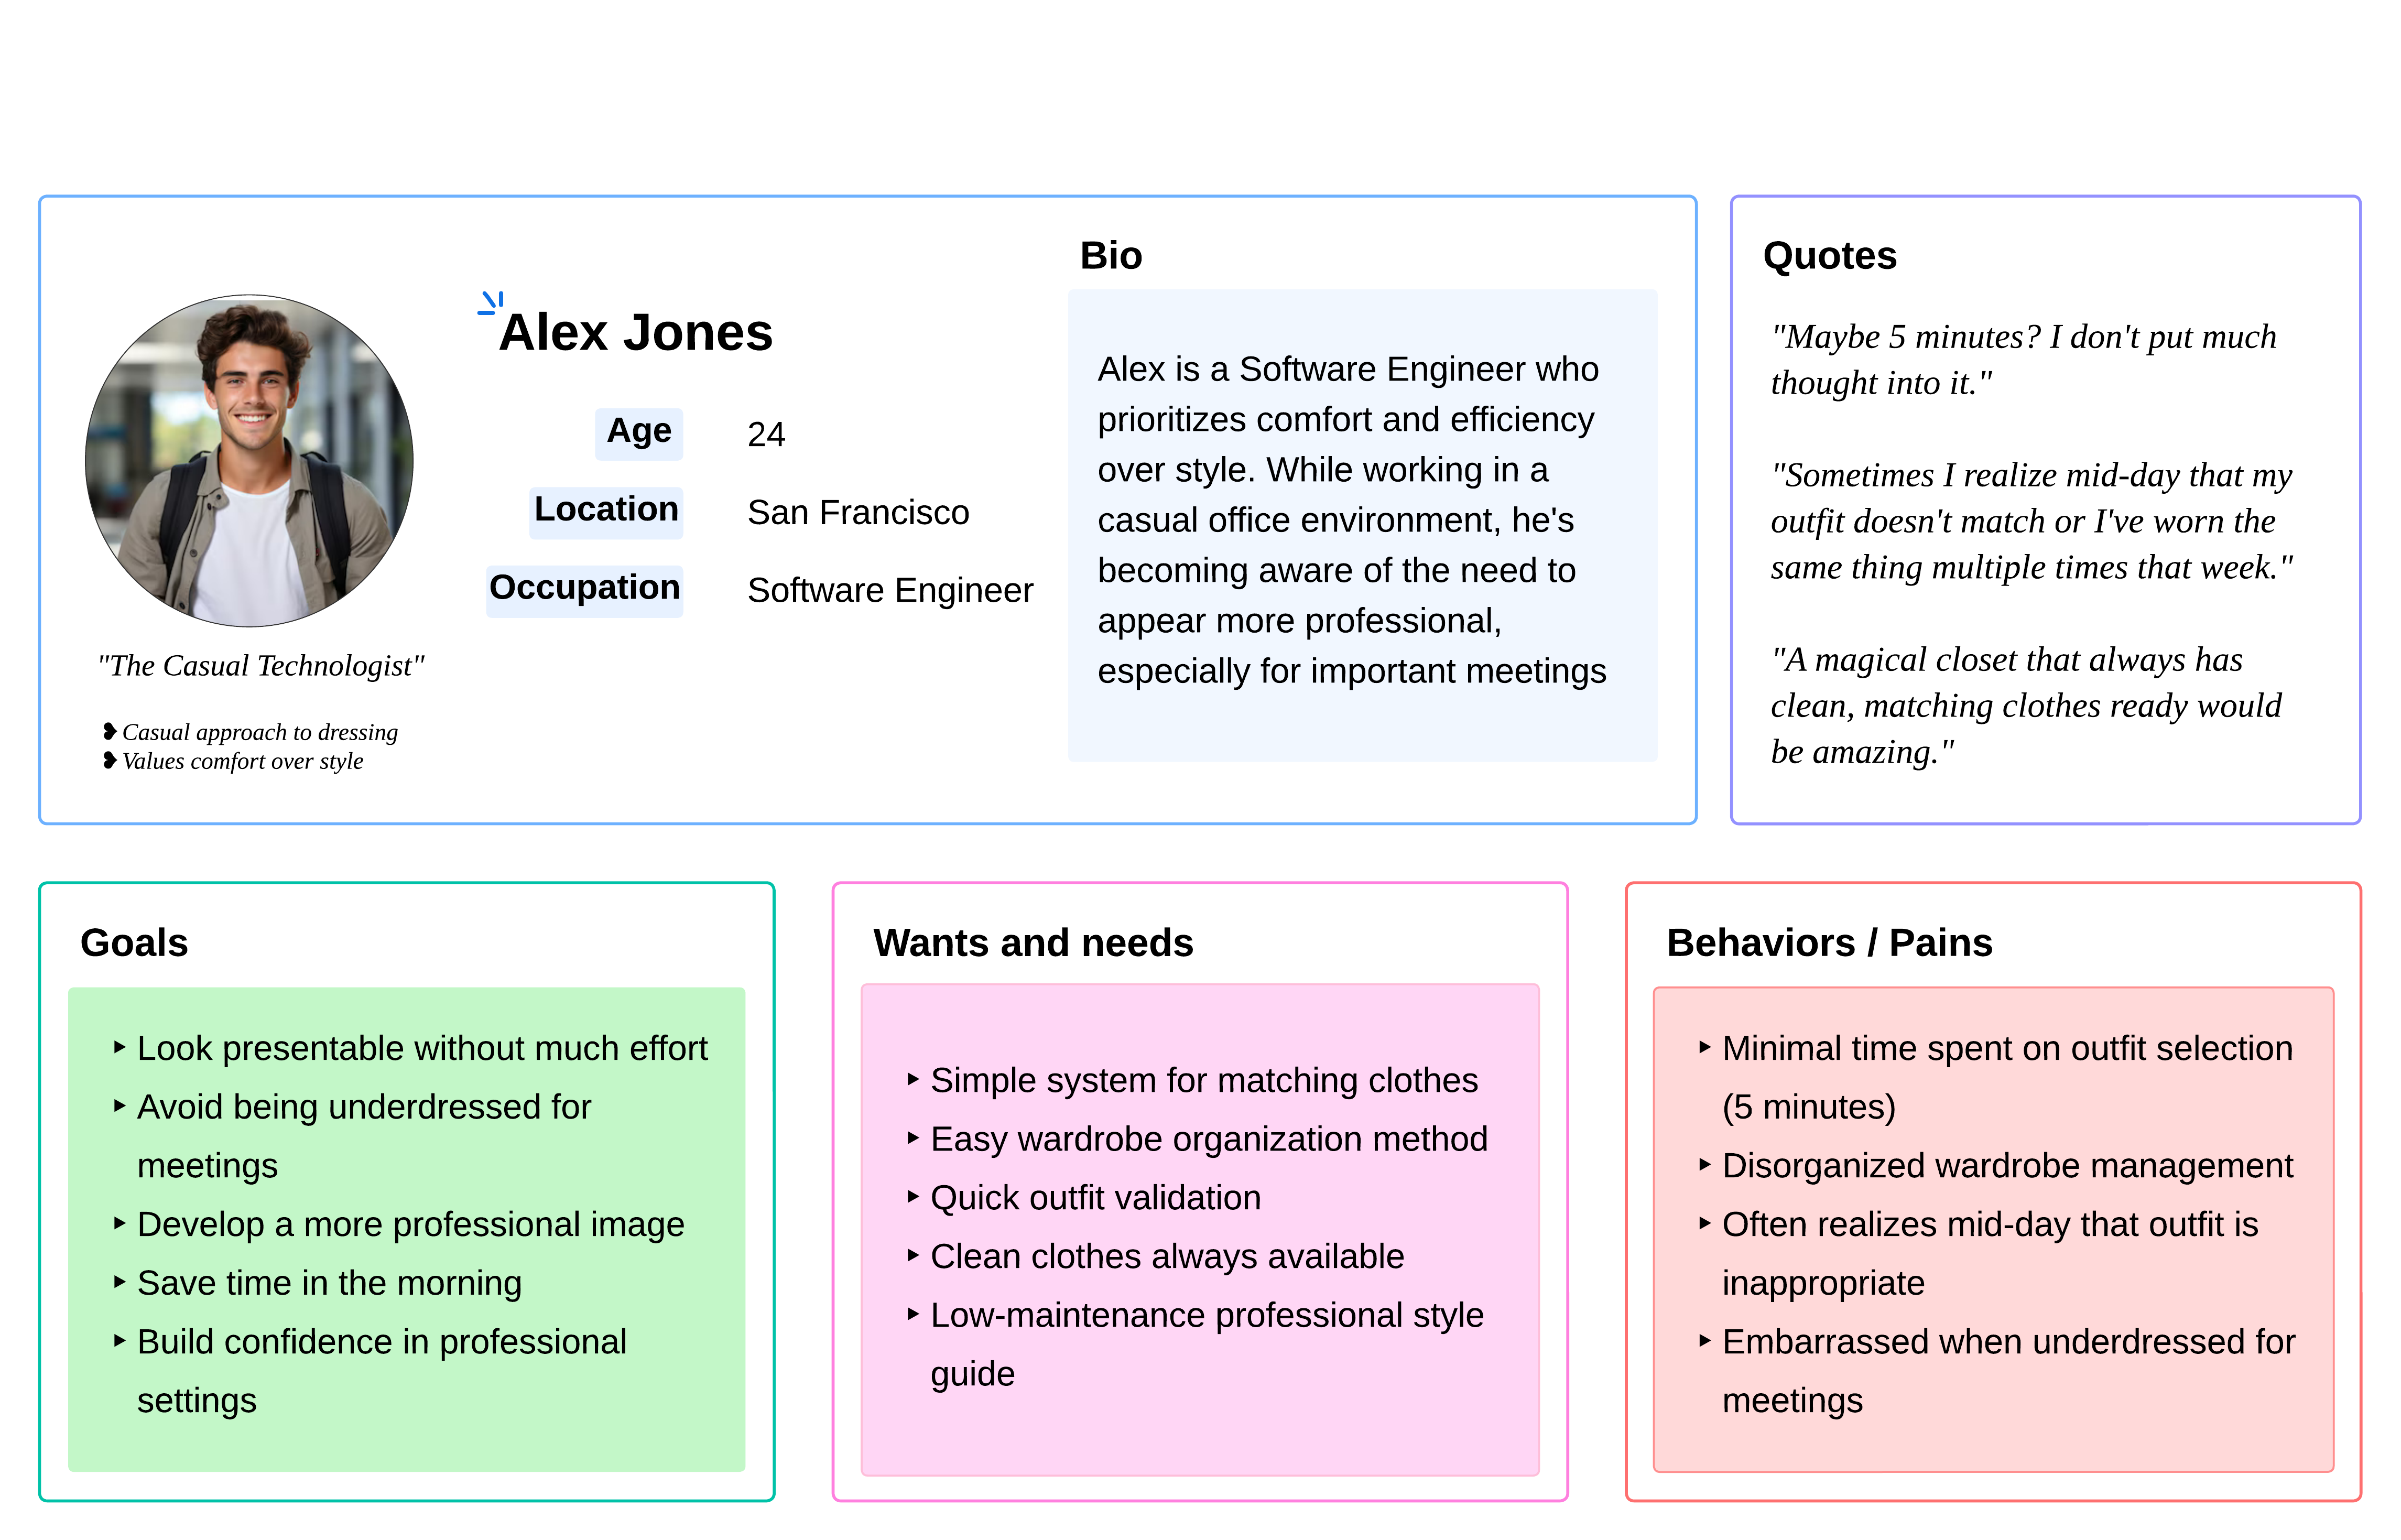 Alex Jones
Age
24
Location
San Francisco
Occupation
Software Engineer
"The Casual Technologist"
❥ Casual approach to dressing
❥ Values comfort over style
Bio
Alex is a Software Engineer who
prioritizes comfort and efficiency
over style. While working in a
casual office environment, he's
becoming aware of the need to
appear more professional,
especially for important meetings
Quotes
"Maybe 5 minutes? I don't put much
thought into it."
"Sometimes I realize mid-day that my
outfit doesn't match or I've worn the
same thing multiple times that week."
"A magical closet that always has
clean, matching clothes ready would
be amazing."
Goals
‣ Look presentable without much effort
‣ Avoid being underdressed for
meetings
‣ Develop a more professional image
‣ Save time in the morning
‣ Build confidence in professional
settings
Wants and needs
‣ Simple system for matching clothes
‣ Easy wardrobe organization method
‣ Quick outfit validation
‣ Clean clothes always available
‣ Low-maintenance professional style
guide
Behaviors / Pains
‣ Minimal time spent on outfit selection
(5 minutes)
‣ Disorganized wardrobe management
‣ Often realizes mid-day that outfit is
inappropriate
‣ Embarrassed when underdressed for
meetings